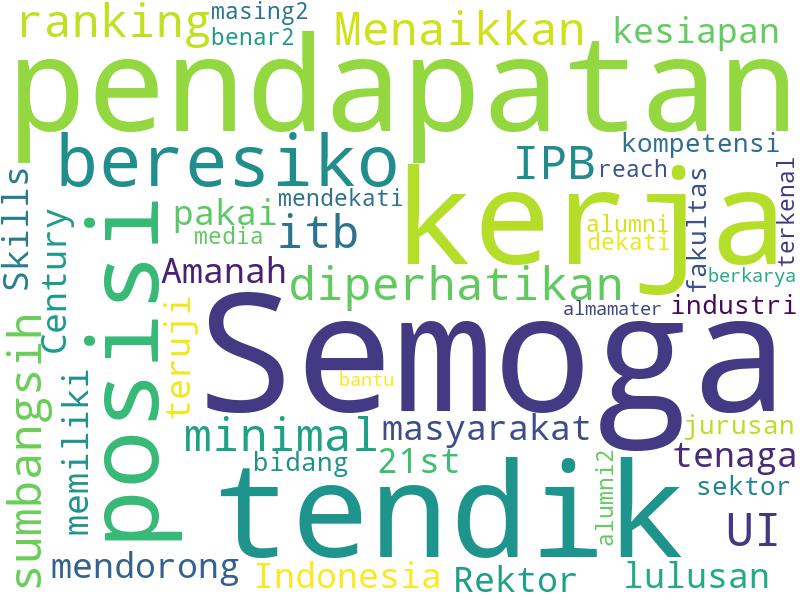 ranking
masing2
benar2
Menaikkan
kesiapan
pendapatan
beresiko
IPB
kompetensi
reach
terkenal
Skills
mendekati
kerja
fakultas
pakai
media
itb
alumni
dekati
Century
posisi
Amanah
diperhatikan
berkarya
teruji
Semoga
almamater
industri
sumbangsih
memiliki
bantu
minimal
masyarakat
jurusan
bidang
21st
tendik
alumni2
tenaga
sektor
UI
mendorong
Indonesia
Rektor
lulusan